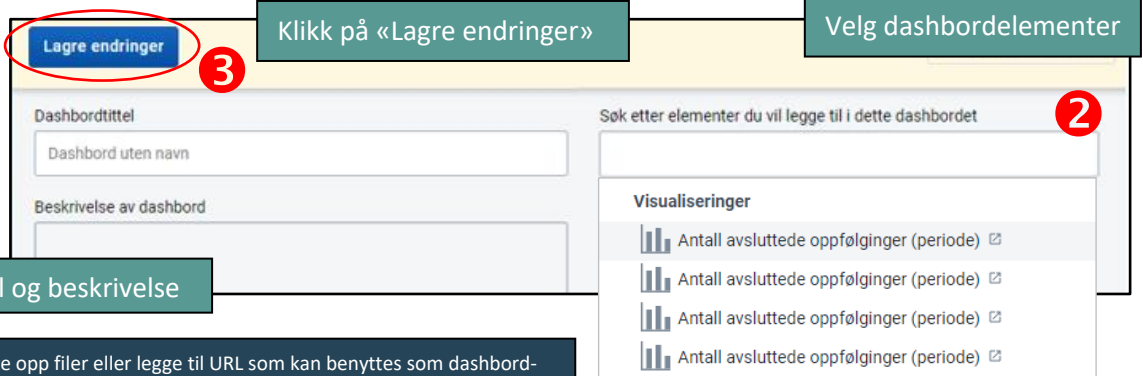 Klikk på «Lagre endringer»
Velg dashbordelementer
Lagre endringer
3
2
Dashbordtittel
Dashbord uten navn
Beskrivelse av dashbord
og beskrivelse
Søk etter elementer du vil legge til i dette dashbordet
Visualiseringer
Antall avsluttede oppfølginger (periode)
Antall avsluttede oppfølginger (periode)
Antall avsluttede oppfølginger (periode)
Antall avsluttede oppfølginger (periode)
opp filer eller legge til URL som kan benyttes som dashbord-